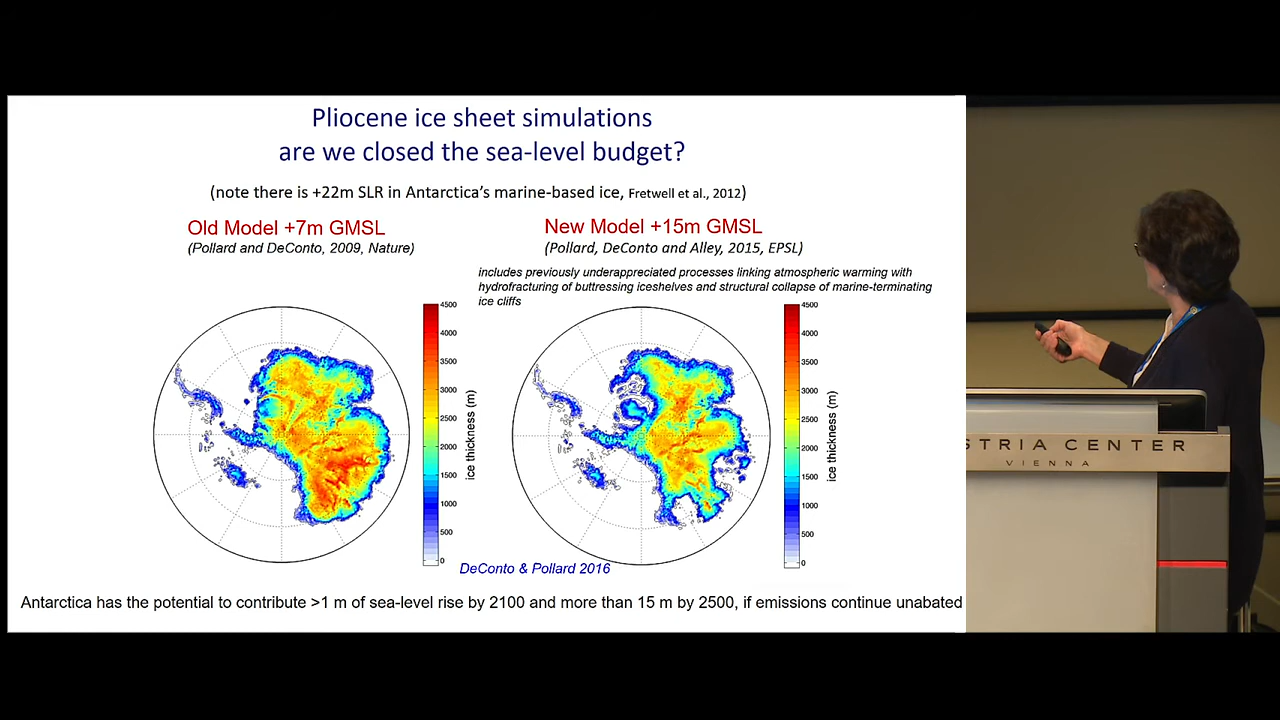 Pliocene ice sheet simulations
are we closed the sea-level budget?
(note there is +22m SLR in Antarctica's marine-based ice, Fretwell et al., 2012)
Old Model +7m GMSL
(Pollard and DeConto, 2009, Nature)
New Model +15m GMSL
(Pollard, DeConto and Alley, 2015, EPSL)
includes previously underappreciated processes linking atmospheric warming with
hydrofracturing of buttressing iceshelves and structural collapse of marine-terminating
ice cliffs
4500
4000
3500
3000
2500
2000
1500
1000
500
0
ice thickness (m)
4500
4000
3500
3000
2500
2000
1500
1000
500
0
ice thickness (m)
DeConto & Pollard 2016
Antarctica has the potential to contribute >1 m of sea-level rise by 2100 and more than 15 m by 2500, if emissions continue unabated
STRIA CENTER
VIENNA